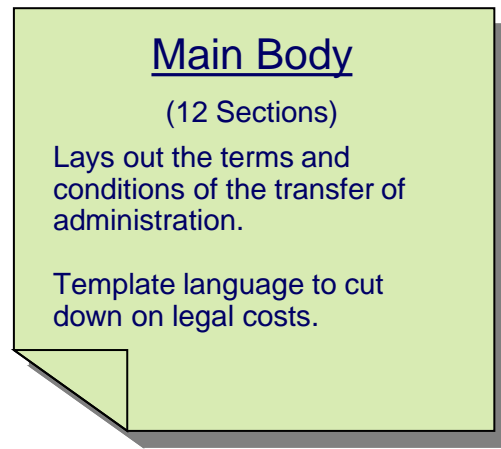 Main Body
(12 Sections)
Lays out the terms and
conditions of the transfer of
administration.
Template language to cut
down on legal costs.